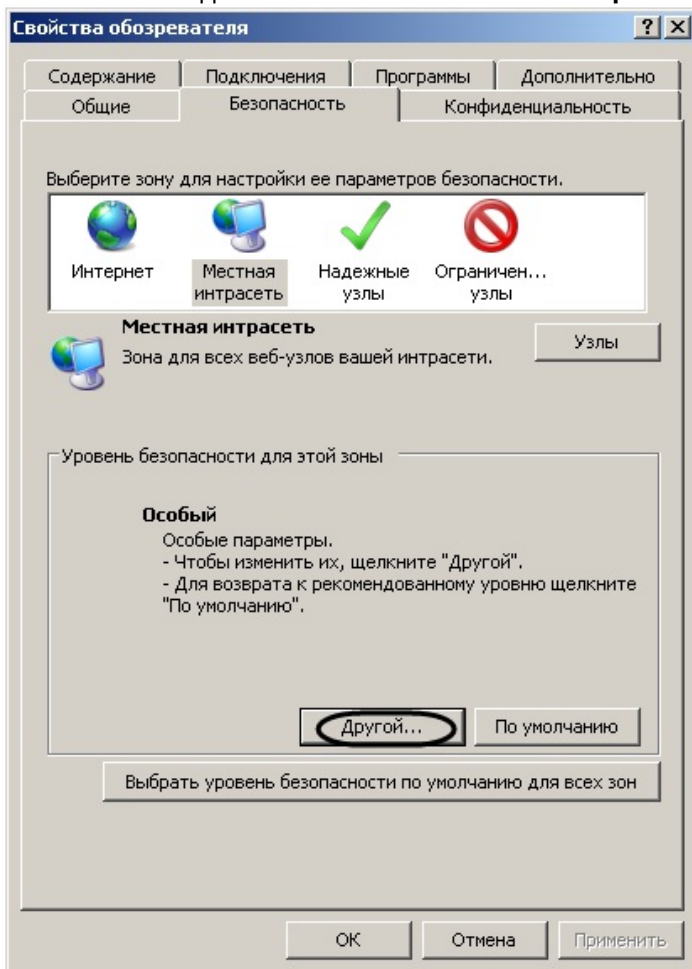 Свойства обозревателя
Содержание Подключения Программы Дополнительно
Общие Безопасность Конфиденциальность
Выберите зону для настройки ее параметров безопасности.
Интернет Местная интрасеть Надежные узлы Ограничен... узлы
Местная интрасеть
Зона для всех веб-узлов вашей интрасети.
Узлы
Уровень безопасности для этой зоны
Особый
Особые параметры.
- Чтобы изменить их, щелкните "Другой".
- Для возврата к рекомендованному уровню щелкните
"По умолчанию".
Другой... По умолчанию
Выбрать уровень безопасности по умолчанию для всех зон
ОК Отмена Применить